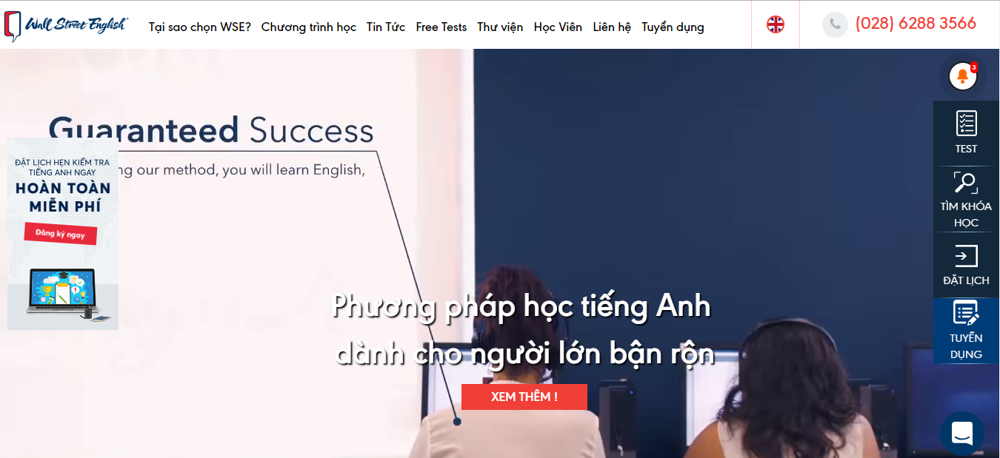 Wall Street English
Tại sao chọn WSE? Chương trình học Tin Tức Free Tests Thư viện Học Viên Liên hệ Tuyển dụng
(028) 6288 3566
3
Guaranteed Success
our method, you will learn English,
ĐẶT LỊCH HẸN KIỂM TRA
TIẾNG ANH NGAY
HOÀN TOÀN
MIỄN PHÍ
Đăng ký ngay
Phương pháp học tiếng Anh
dành cho người lớn bận rộn
XEM THÊM !
TEST
TÌM KHÓA
HỌC
ĐẶT LỊCH
TUYỂN
DỤNG